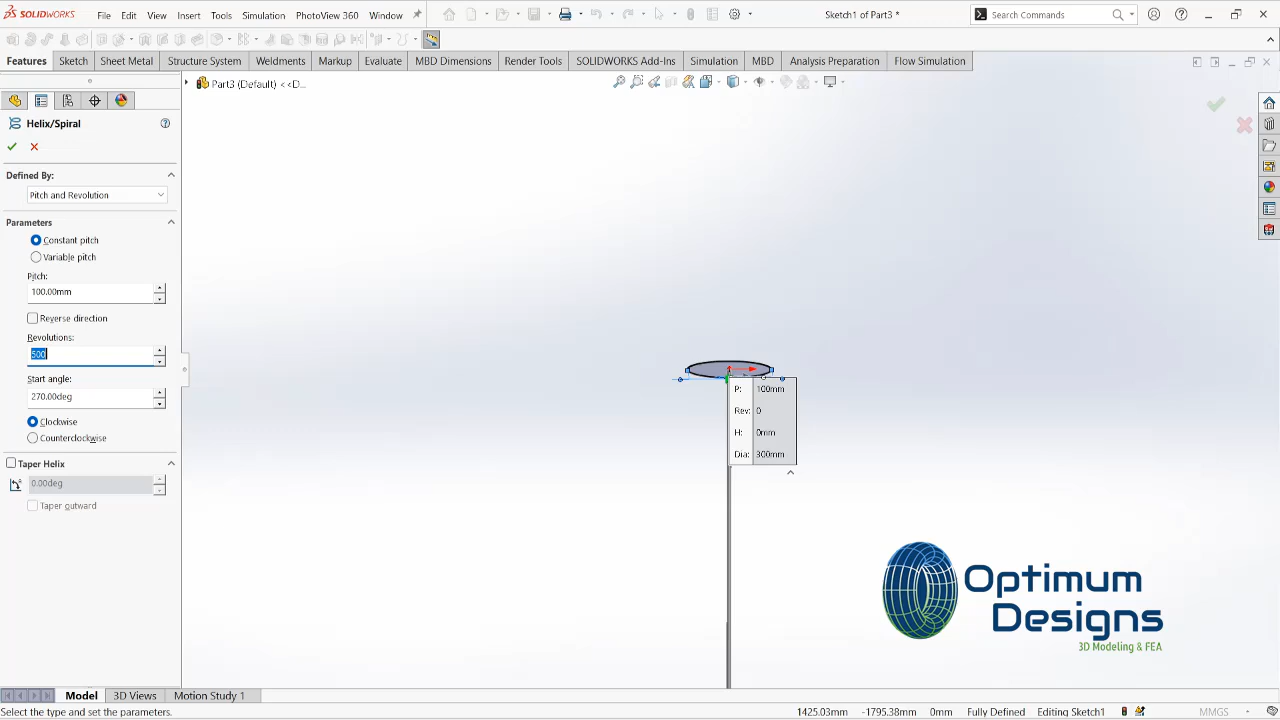 SOLIDWORKS File Edit View Insert Tools Simulation PhotoView 360 Window Sketch1 of Part3 * Search Commands
Features Sketch Sheet Metal Structure System Weldments Markup Evaluate MBD Dimensions Render Tools SOLIDWORKS Add-Ins Simulation MBD Analysis Preparation Flow Simulation
Part3 (Default) <<D...
Helix/Spiral
Defined By:
Pitch and Revolution
Parameters
Constant pitch
Variable pitch
Pitch:
100.00mm
Reverse direction
Revolutions:
500
Start angle:
270.00deg
Clockwise
Counterclockwise
Taper Helix
0.00deg
Taper outward
P: 100mm
Rev: 0
H: 0mm
Dia: 300mm
Optimum
Designs
3D Modeling & FEA
Model 3D Views Motion Study 1
Select the type and set the parameters. 1425.03mm -1795.38mm 0mm Fully Defined Editing Sketch1 MMGS